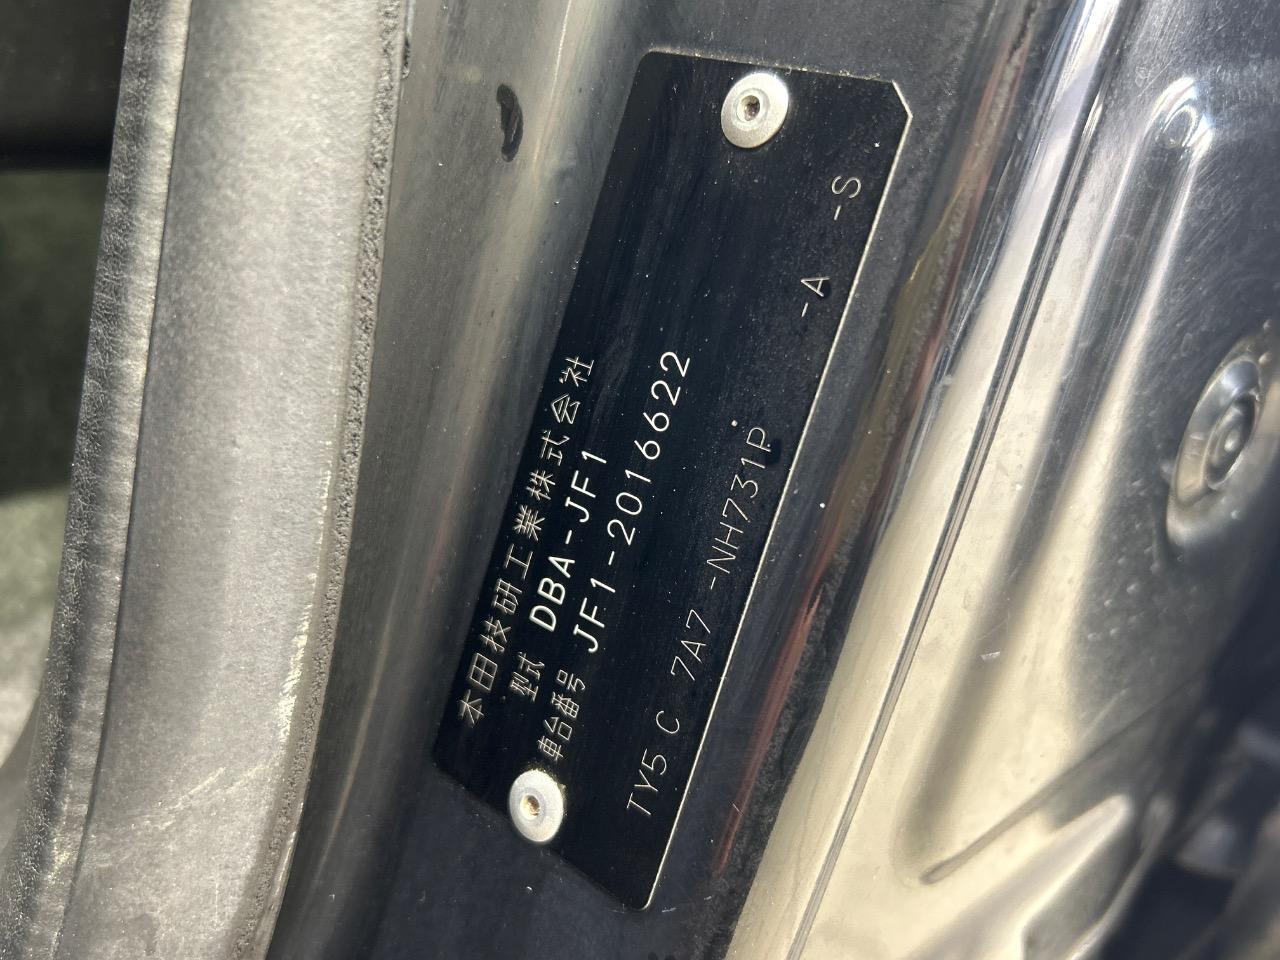 本田技研工業株式会社
型式 DBA-JF1
車台番号 JF1-2016622
TY5 C 7A7 -NH731P -A -S